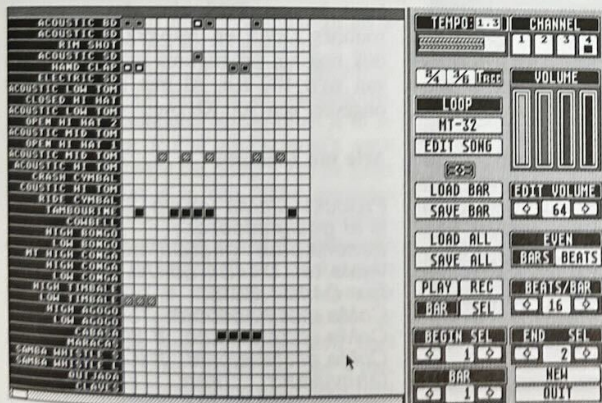 ACOUSTIC BD
ACOUSTIC BD
RIM SHOT
ACOUSTIC SD
HAND CLAP
ELECTRIC SD
ACOUSTIC LOW TOM
CLOSED HI HAT
ACOUSTIC LOW TOM
OPEN HI HAT 2
ACOUSTIC MID TOM
OPEN HI HAT 1
ACOUSTIC MID TOM
ACOUSTIC HI TOM
CRASH CYMBAL
COUSTIC HI TOM
RIDE CYMBAL
TAMBOURINE
COWBELL
HIGH BONGO
LOW BONGO
MT HIGH CONGA
HIGH CONGA
LOW CONGA
HIGH TIMBALE
LOW TIMBALE
HIGH AGOGO
LOW AGOGO
CABASA
MARACAS
SAMBA WHISTLE S
SAMBA WHISTLE L
QUIJADA
CLAVES
TEMPO: 1.3
CHANNEL
1 2 3 4
VOLUME
LOOP
MT-32
EDIT SONG
LOAD BAR
SAVE BAR
EDIT VOLUME
64
LOAD ALL
SAVE ALL
EVEN
BARS BEATS
PLAY REC
BAR SEL
BEATS/BAR
16
BEGIN SEL
1
END SEL
2
BAR
1
NEW
QUIT